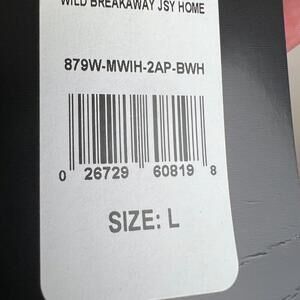 WILD BREAKAWAY JSY HOME
879W-MWIH-2AP-BWH
0 26729 60819 8
SIZE: L